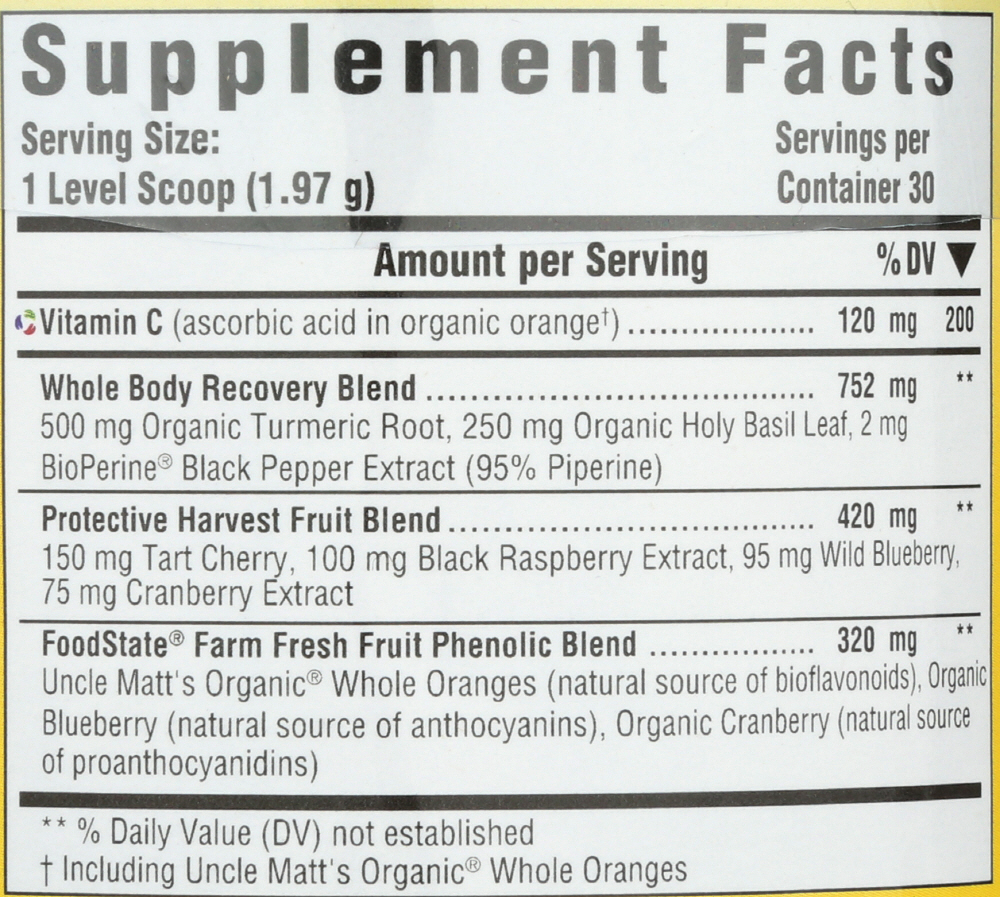 Supplement Facts
Serving Size:
1 Level Scoop (1.97 g)
Servings per
Container 30
Amount per Serving % DV ▼
Vitamin C (ascorbic acid in organic orange†) .................. 120 mg 200
Whole Body Recovery Blend ..................................... 752 mg **
500 mg Organic Turmeric Root, 250 mg Organic Holy Basil Leaf, 2 mg
BioPerine® Black Pepper Extract (95% Piperine)
Protective Harvest Fruit Blend ................................... 420 mg **
150 mg Tart Cherry, 100 mg Black Raspberry Extract, 95 mg Wild Blueberry,
75 mg Cranberry Extract
FoodState® Farm Fresh Fruit Phenolic Blend ................ 320 mg **
Uncle Matt's Organic® Whole Oranges (natural source of bioflavonoids), Organic
Blueberry (natural source of anthocyanins), Organic Cranberry (natural source
of proanthocyanidins)
** % Daily Value (DV) not established
† Including Uncle Matt's Organic® Whole Oranges